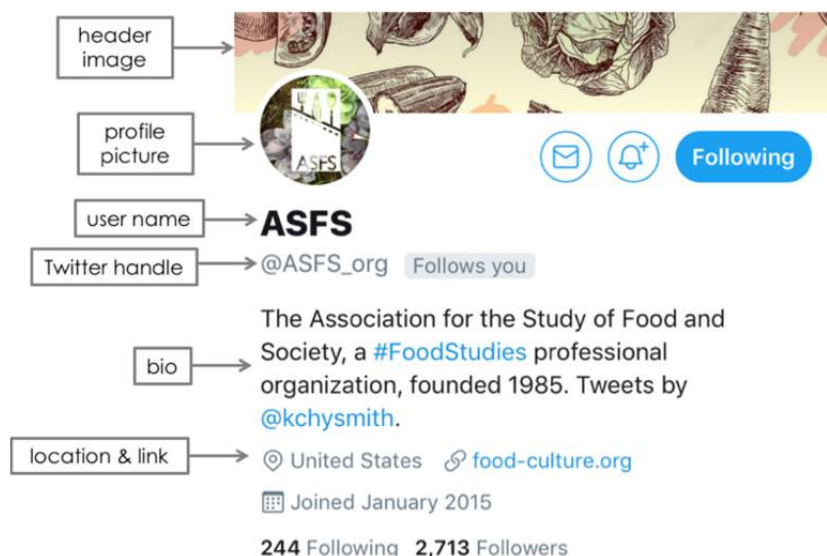 header
image
profile
picture
ASFS
Following
user name
ASFS
Twitter handle
@ASFS_org Follows you
The Association for the Study of Food and
Society, a #FoodStudies professional
bio
organization, founded 1985. Tweets by
@kchysmith.
location & link
United States food-culture.org
Joined January 2015
244 Following 2,713 Followers